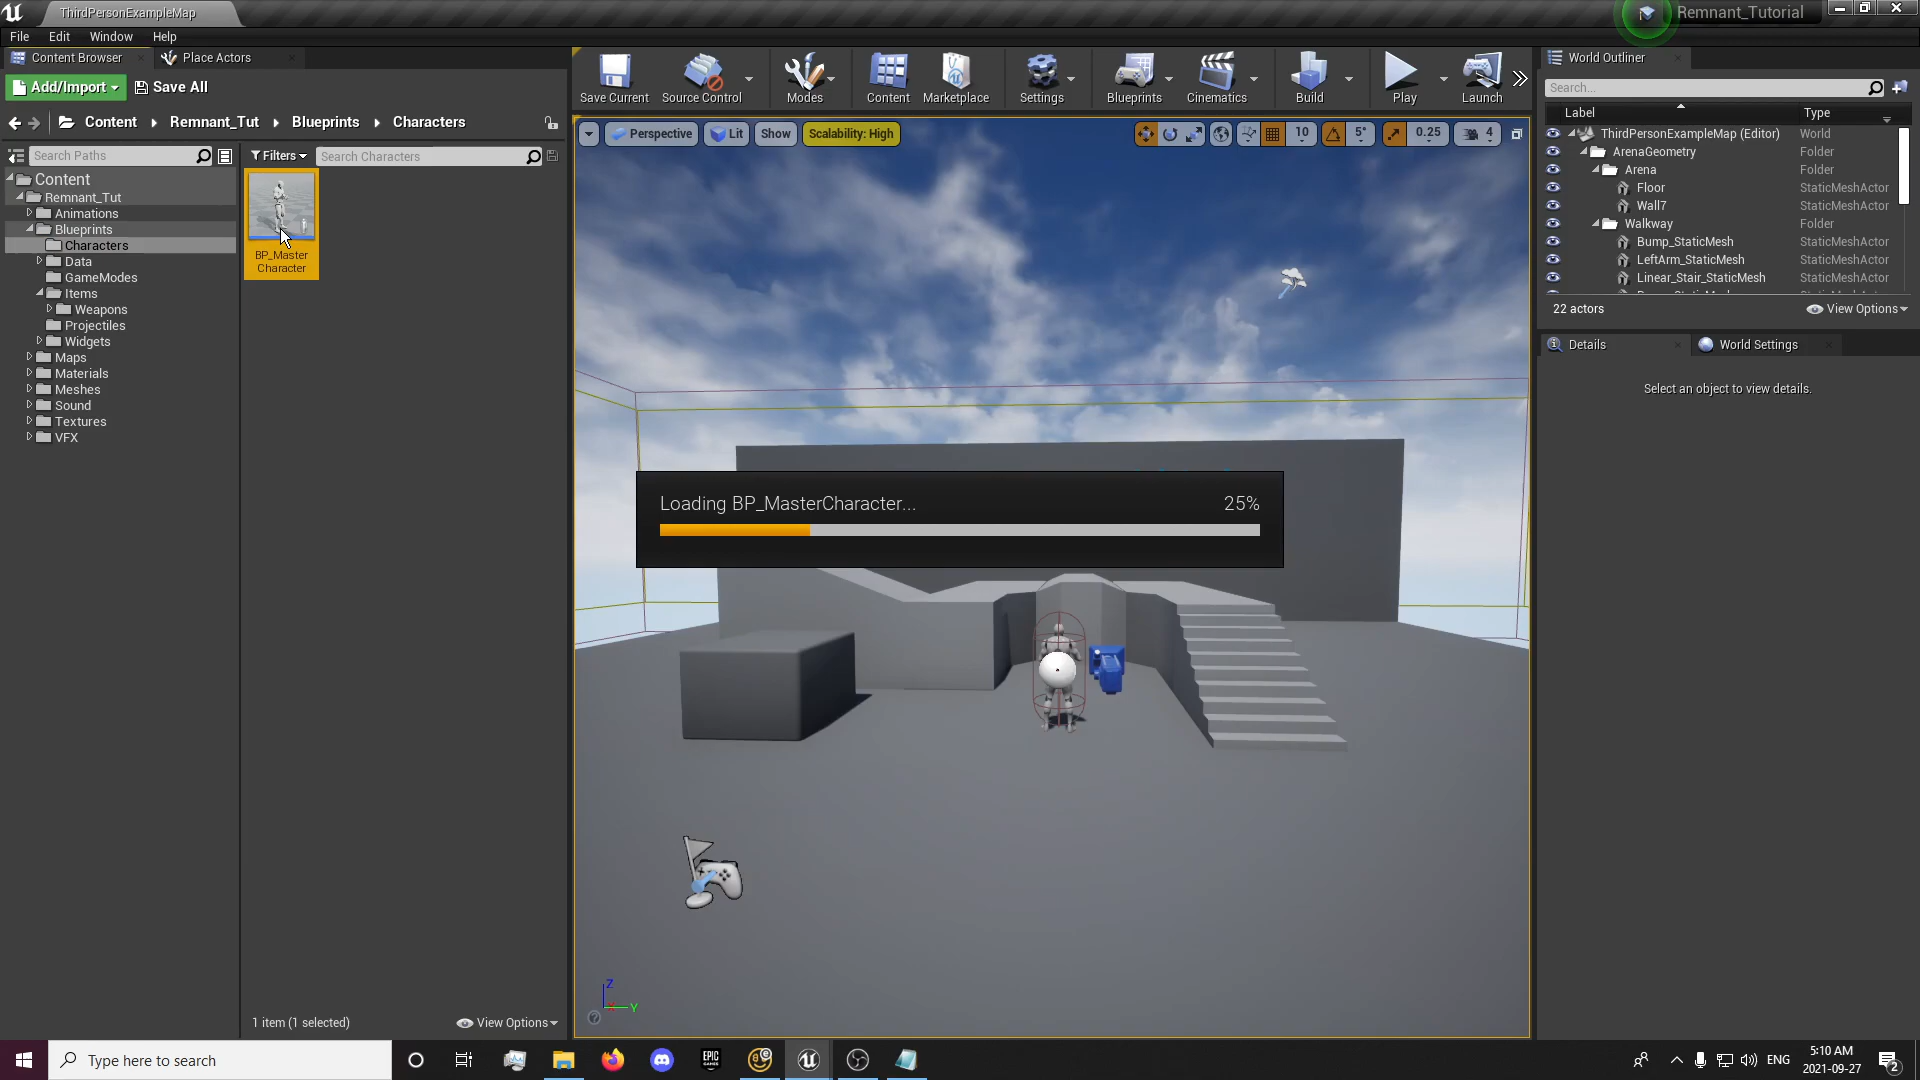 ThirdPersonExampleMap
Remnant_Tutorial
File Edit Window Help
Content Browser Place Actors
Add/Import Save All
Content Remnant_Tut Blueprints Characters
Search Paths
Filters Search Characters
Content
Remnant_Tut
Animations
Blueprints
Characters
Data
GameModes
Items
Weapons
Projectiles
Widgets
Maps
Materials
Meshes
Sound
Textures
VFX
BP_Master
Character
1 item (1 selected) View Options
Save Current Source Control Modes Content Marketplace Settings Blueprints Cinematics Build Play Launch
Perspective Lit Show Scalability: High 10 5° 0.25 4
Loading BP_MasterCharacter... 25%
Z
X Y
World Outliner
Search...
Label Type
ThirdPersonExampleMap (Editor) World
ArenaGeometry Folder
Arena Folder
Floor StaticMeshActor
Wall7 StaticMeshActor
Walkway Folder
Bump_StaticMesh StaticMeshActor
LeftArm_StaticMesh StaticMeshActor
Linear_Stair_StaticMesh StaticMeshActor
22 actors View Options
Details World Settings
Select an object to view details.
Type here to search
EPIC GAMES
ENG
5:10 AM
2021-09-27
2